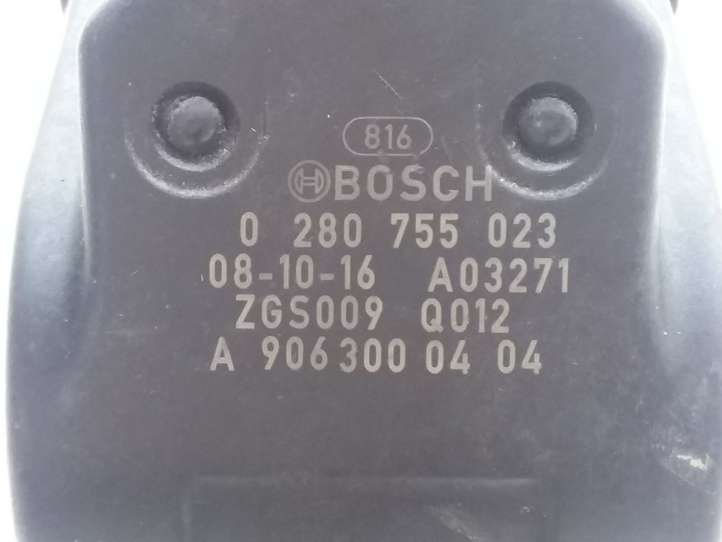 816
BOSCH
0 280 755 023
08-10-16 A03271
ZGS009 Q012
A 906 300 04 04